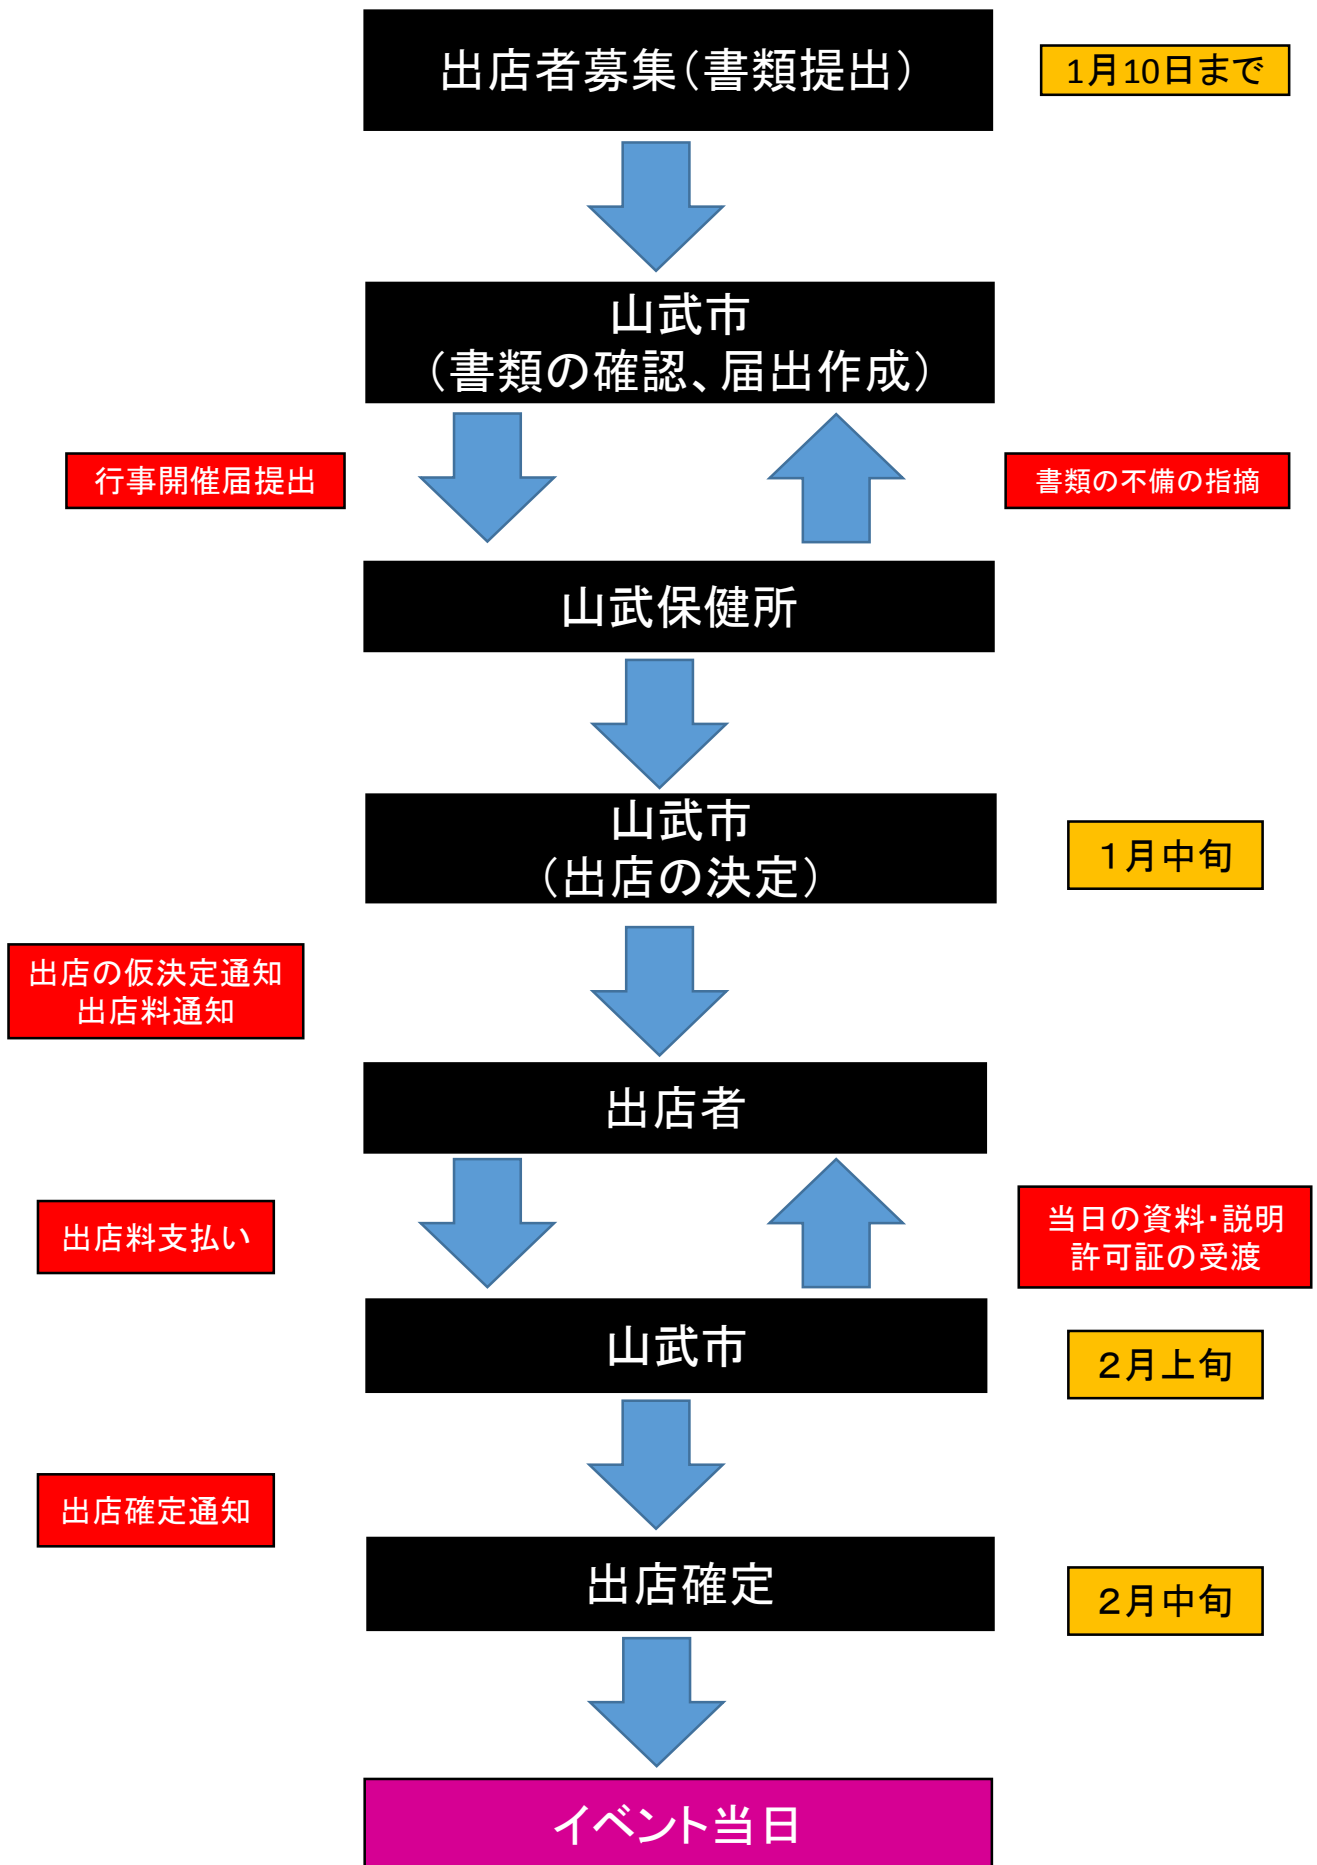 出店者募集（書類提出）
1月10日まで
山武市
（書類の確認、届出作成）
行事開催届提出
書類の不備の指摘
山武保健所
山武市
（出店の決定）
１月中旬
出店の仮決定通知
出店料通知
出店者
出店料支払い
当日の資料・説明
許可証の受渡
山武市
２月上旬
出店確定通知
出店確定
２月中旬
イベント当日